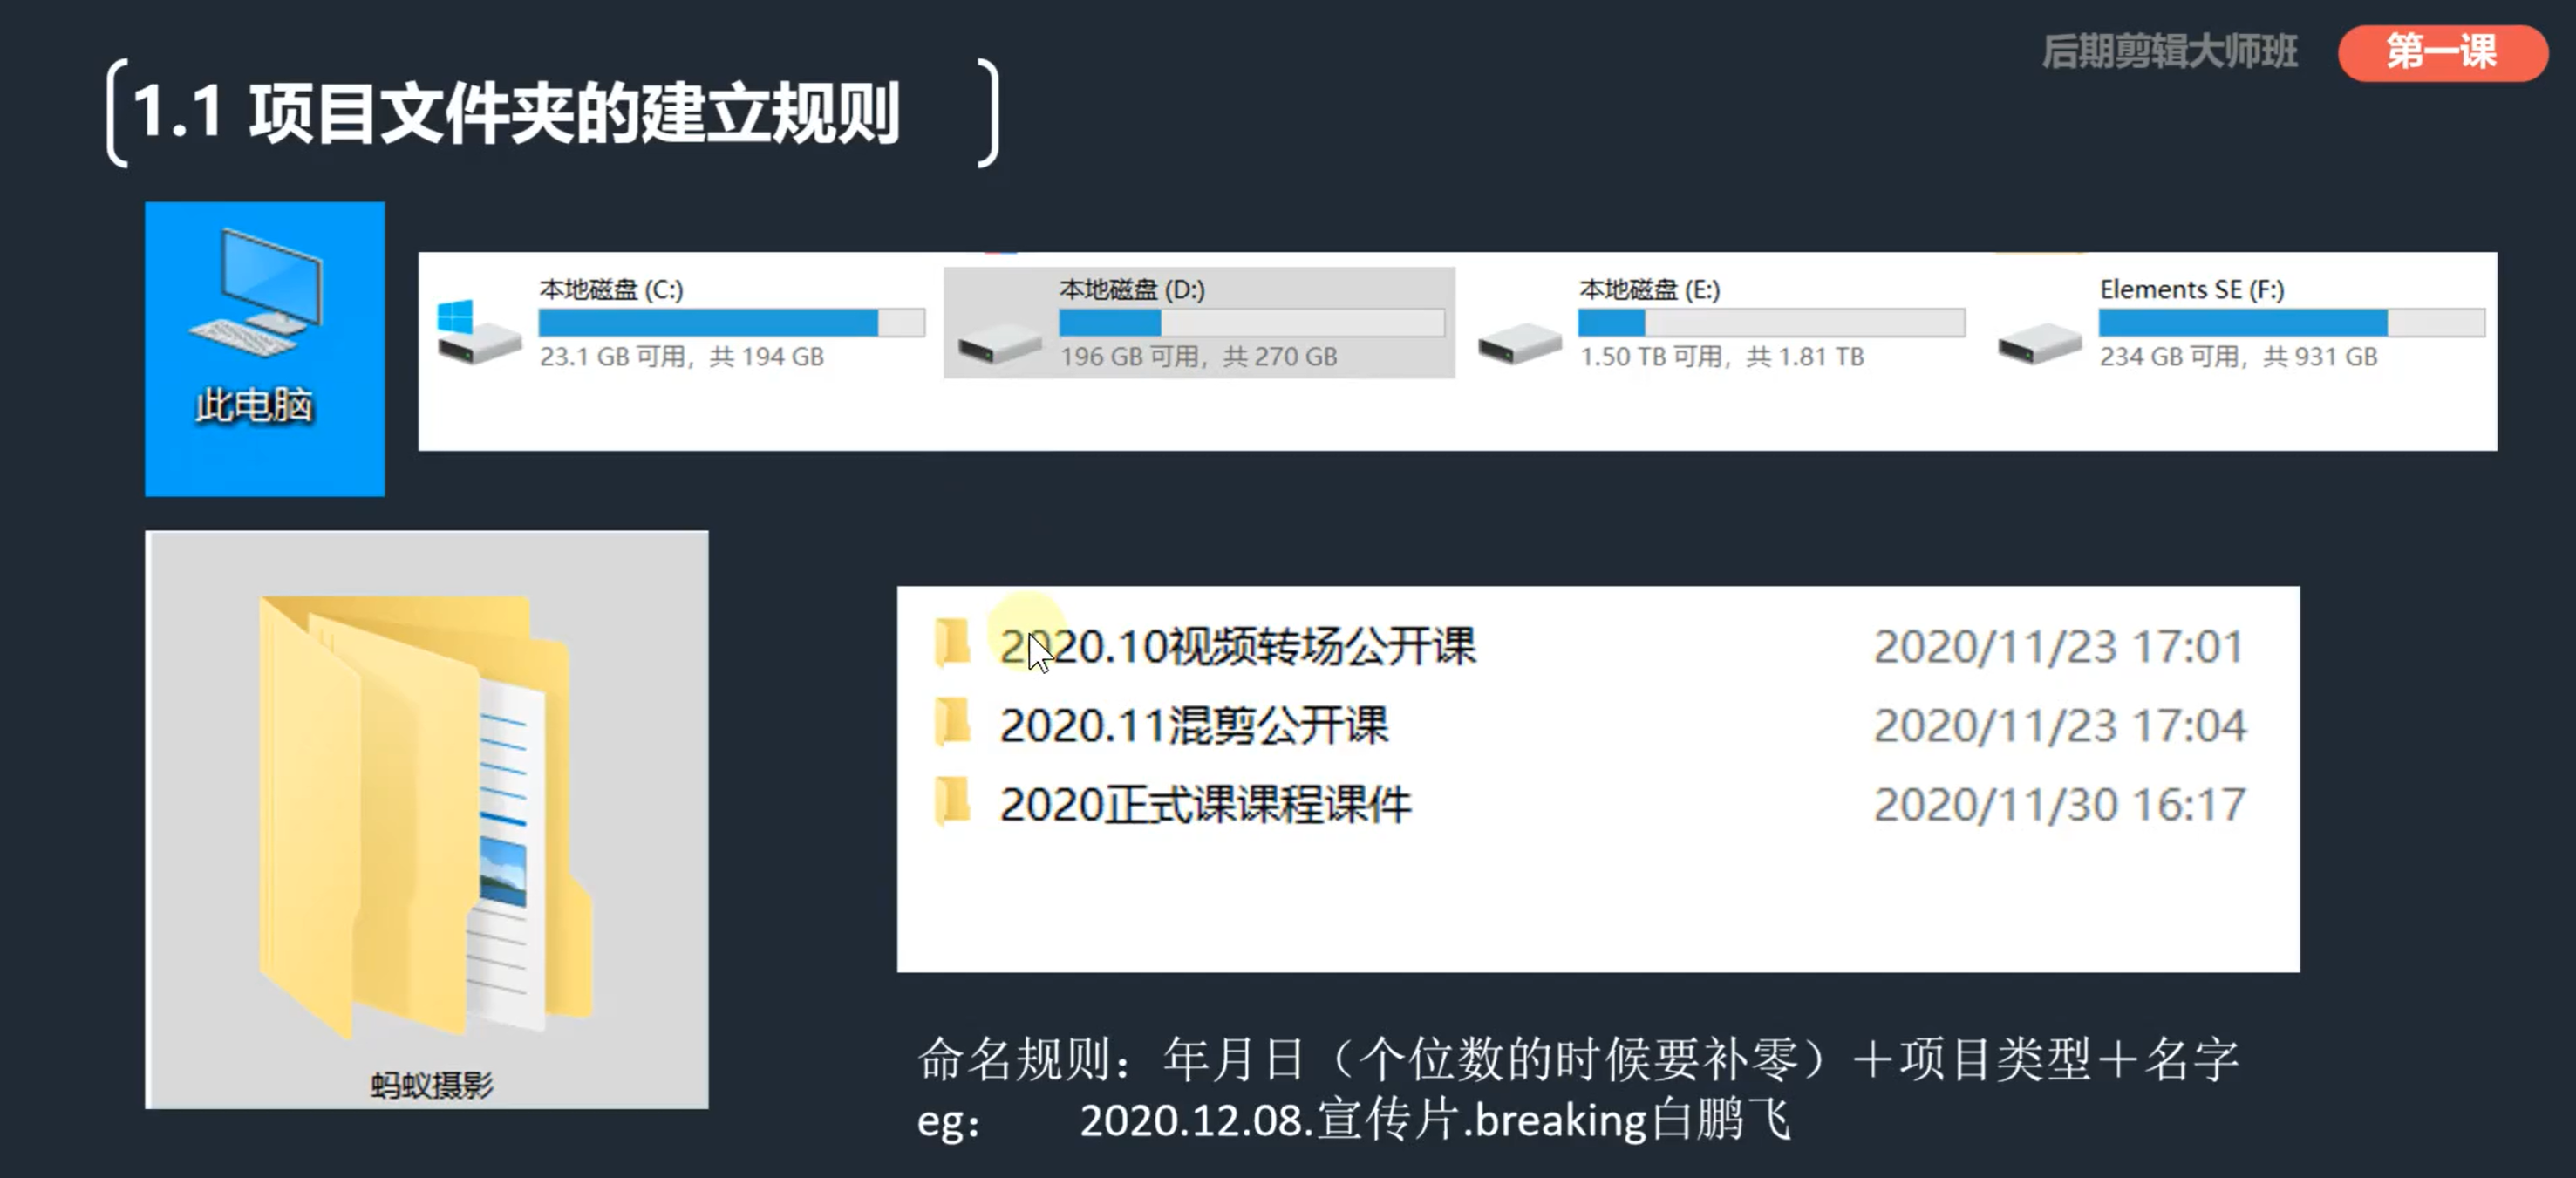 后期剪辑大师班
第一课
1.1 项目文件夹的建立规则
此电脑
本地磁盘 (C:)
23.1 GB 可用，共 194 GB
本地磁盘 (D:)
196 GB 可用，共 270 GB
本地磁盘 (E:)
1.50 TB 可用，共 1.81 TB
Elements SE (F:)
234 GB 可用，共 931 GB
蚂蚁摄影
2020.10视频转场公开课 2020/11/23 17:01
2020.11混剪公开课 2020/11/23 17:04
2020正式课课程课件 2020/11/30 16:17
命名规则：年月日（个位数的时候要补零）＋项目类型＋名字
eg： 2020.12.08.宣传片.breaking白鹏飞